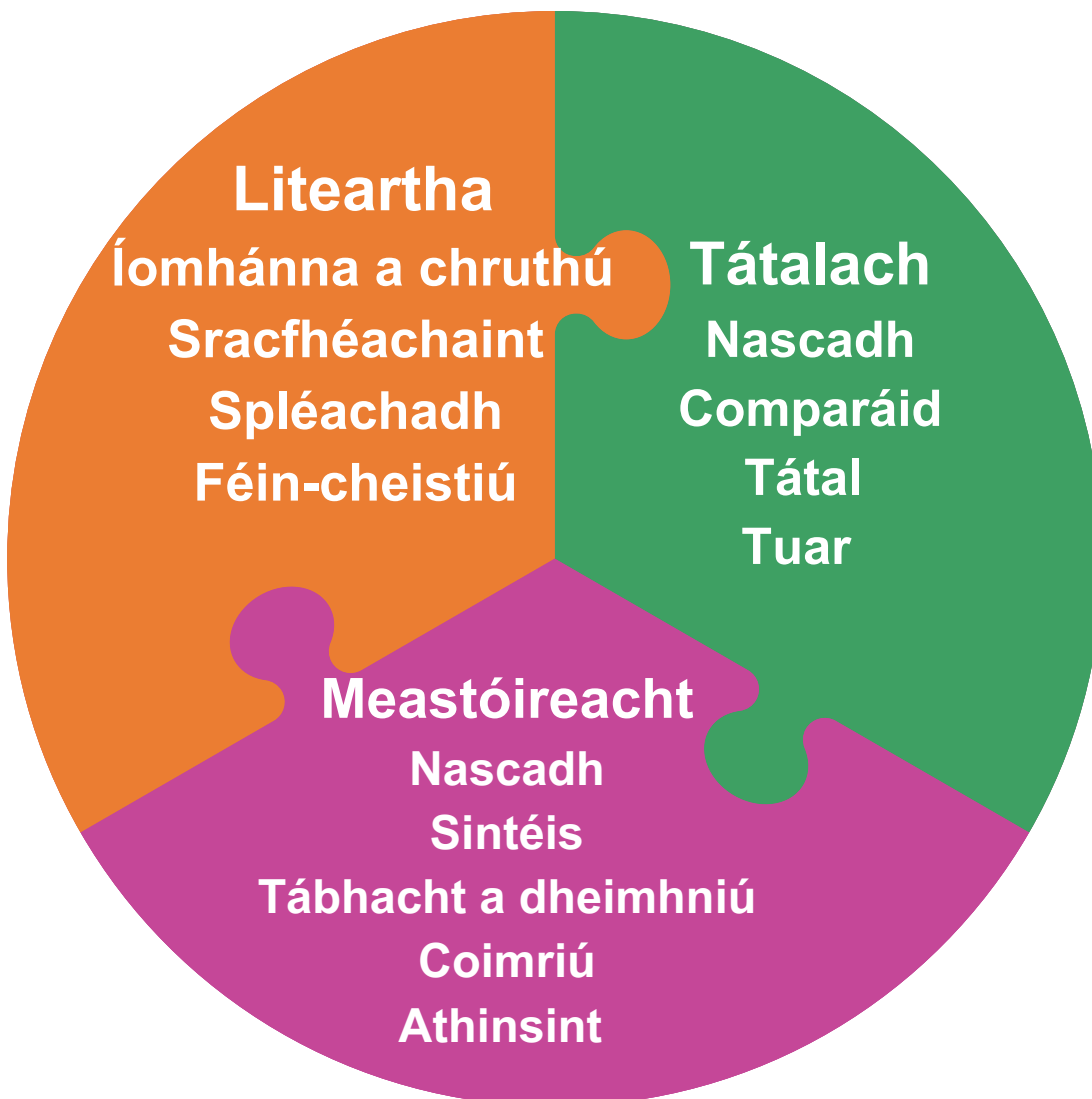 Liteartha
Íomhánna a chruthú
Sracfhéachaint
Spléachadh
Féin-cheistiú
Tátalach
Nascadh
Comparáid
Tátal
Tuar
Meastóireacht
Nascadh
Sintéis
Tábhacht a dheimhniú
Coimriú
Athinsint